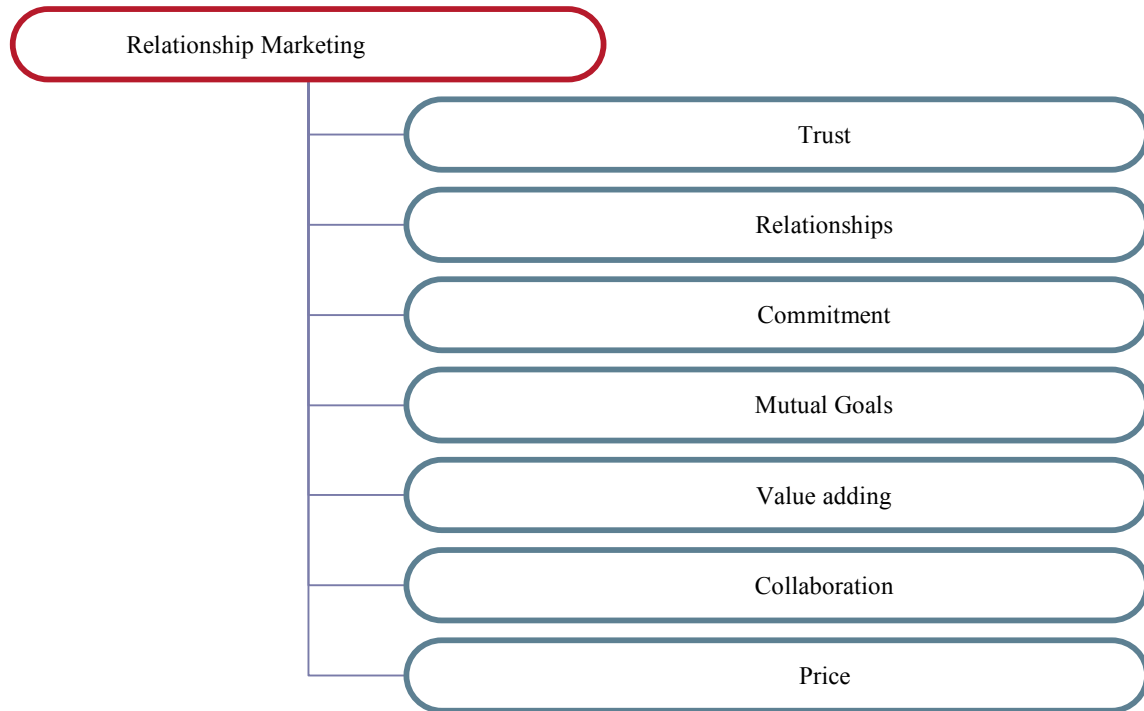 Relationship Marketing
Trust
Relationships
Commitment
Mutual Goals
Value adding
Collaboration
Price